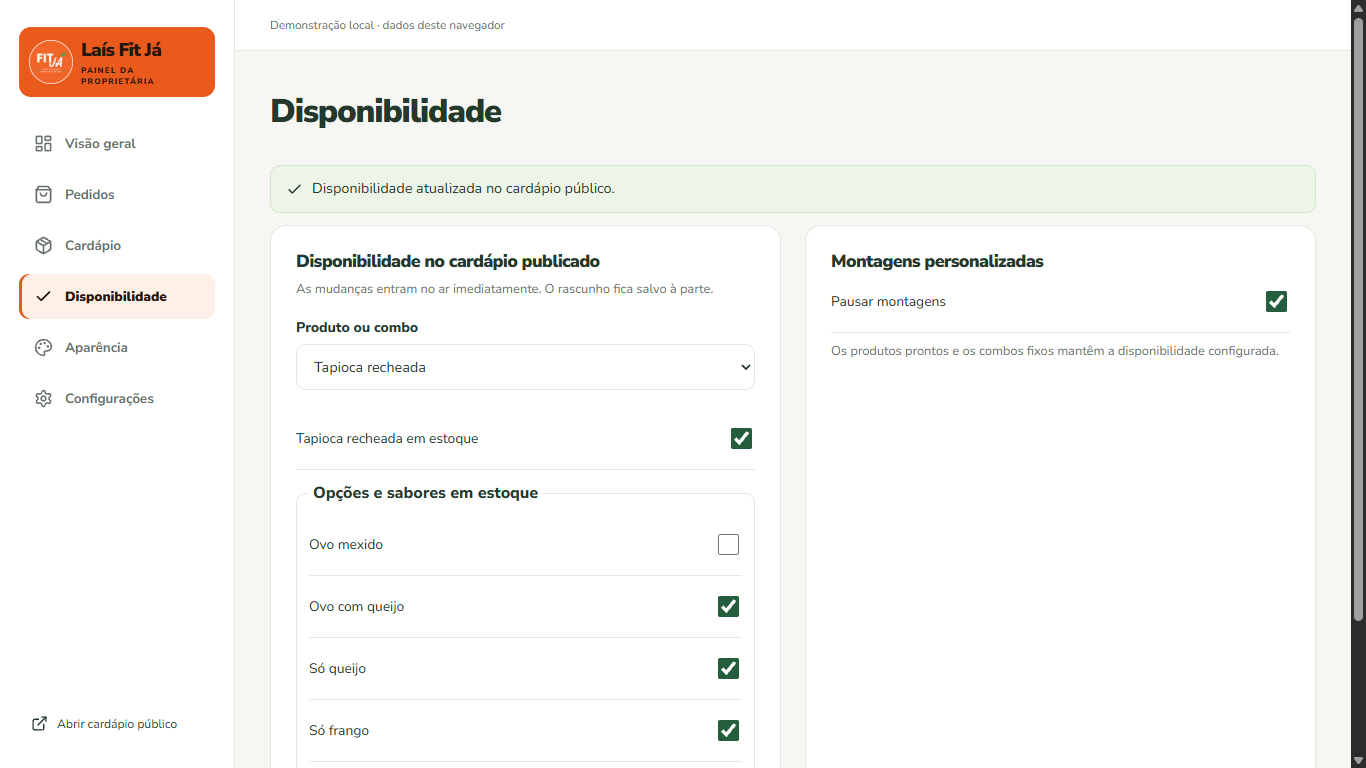 Demonstração local · dados deste navegador
FIT JÁ
Laís Fit Já
PAINEL DA
PROPRIETÁRIA
Visão geral
Pedidos
Cardápio
Disponibilidade
Aparência
Configurações
Abrir cardápio público
Disponibilidade
Disponibilidade atualizada no cardápio público.
Disponibilidade no cardápio publicado
As mudanças entram no ar imediatamente. O rascunho fica salvo à parte.
Produto ou combo
Tapioca recheada
Tapioca recheada em estoque
Opções e sabores em estoque
Ovo mexido
Ovo com queijo
Só queijo
Só frango
Montagens personalizadas
Pausar montagens
Os produtos prontos e os combos fixos mantêm a disponibilidade configurada.